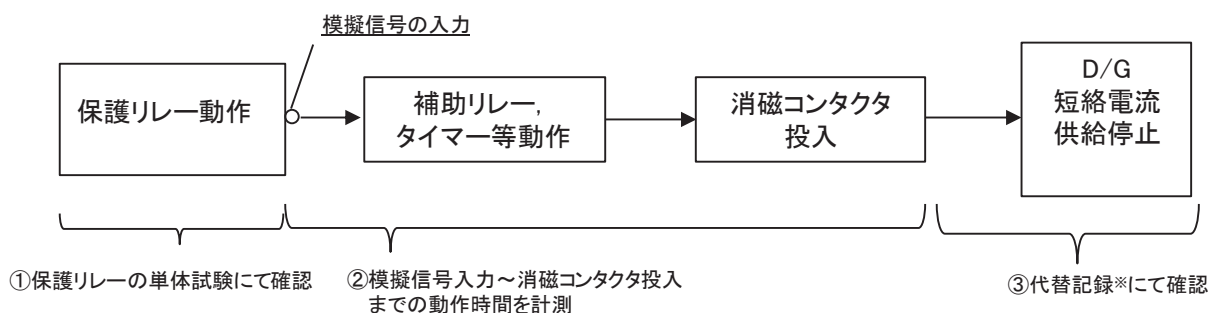 模擬信号の入力
保護リレー動作
補助リレー,
タイマー等動作
消磁コンタクタ
投入
D/G
短絡電流
供給停止
①保護リレーの単体試験にて確認
②模擬信号入力~消磁コンタクタ投入
までの動作時間を計測
③代替記録※にて確認